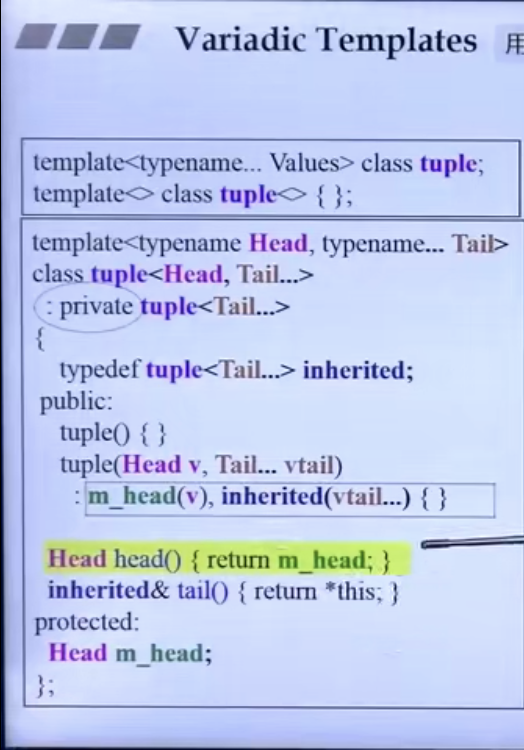 Variadic Templates 用
template<typename... Values> class tuple;
template<> class tuple<> { };
template<typename Head, typename... Tail>
class tuple<Head, Tail...>
: private tuple<Tail...>
{
typedef tuple<Tail...> inherited;
public:
tuple() { }
tuple(Head v, Tail... vtail)
: m_head(v), inherited(vtail...) { }
Head head() { return m_head; }
inherited& tail() { return *this; }
protected:
Head m_head;
};